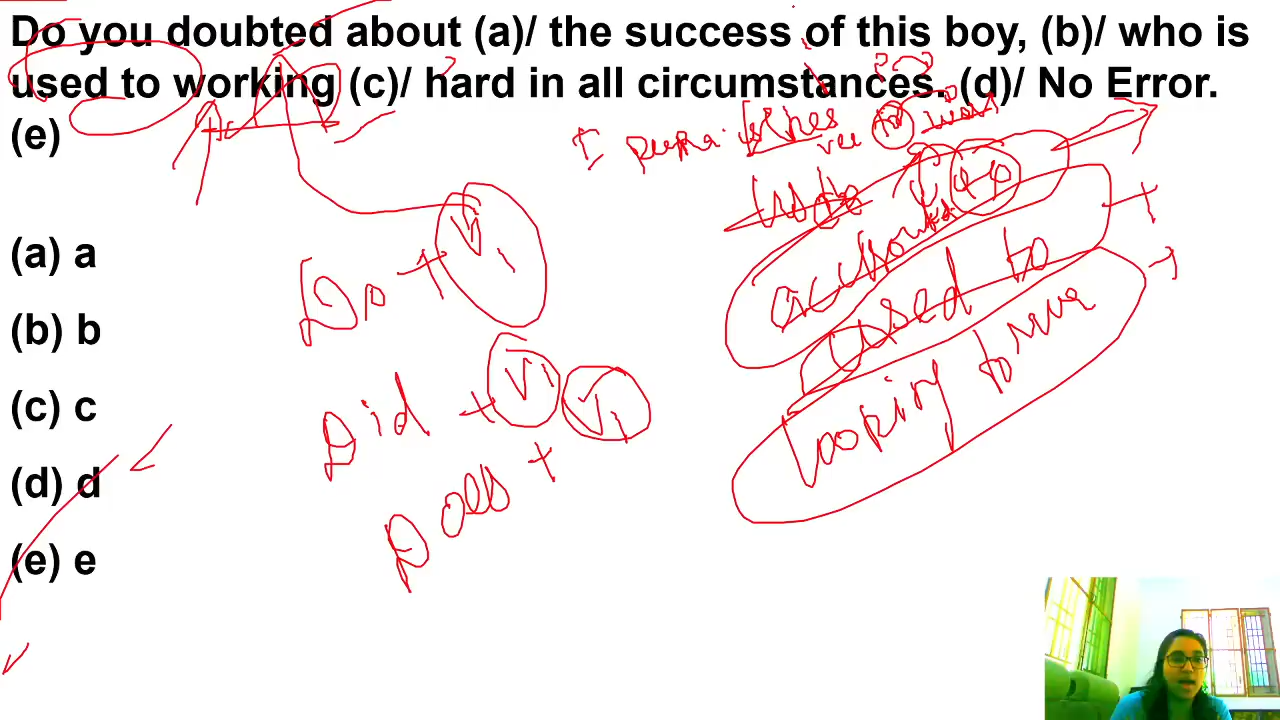 Do you doubted about (a)/ the success of this boy, (b)/ who is
used to working (c)/ hard in all circumstances. (d)/ No Error.
(e)
(a) a
(b) b
(c) c
(d) d
(e) e
Do + V1
Did + V1 V1
Does +
used to
looking